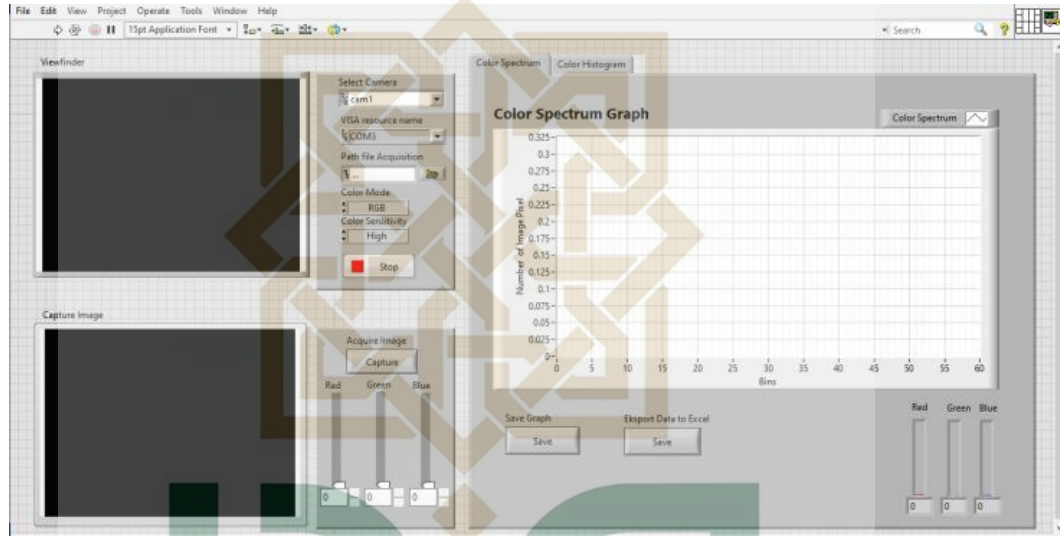 File Edit View Project Operate Tools Window Help
15pt Application Font
Search
Viewfinder
Select Camera
cam1
VISA resource name
COM3
Path file Acquisition
...
Color Mode
RGB
Color Sensitivity
High
Stop
Capture Image
Acquire Image
Capture
Red Green Blue
0 0 0
Color Spectrum Color Histogram
Color Spectrum Graph
Color Spectrum
Number of Image Pixel
0.325
0.3
0.275
0.25
0.225
0.2
0.175
0.15
0.125
0.1
0.075
0.05
0.025
0
0 5 10 15 20 25 30 35 40 45 50 55 60
Bins
Save Graph Eksport Data to Excel
Save Save
Red Green Blue
0 0 0